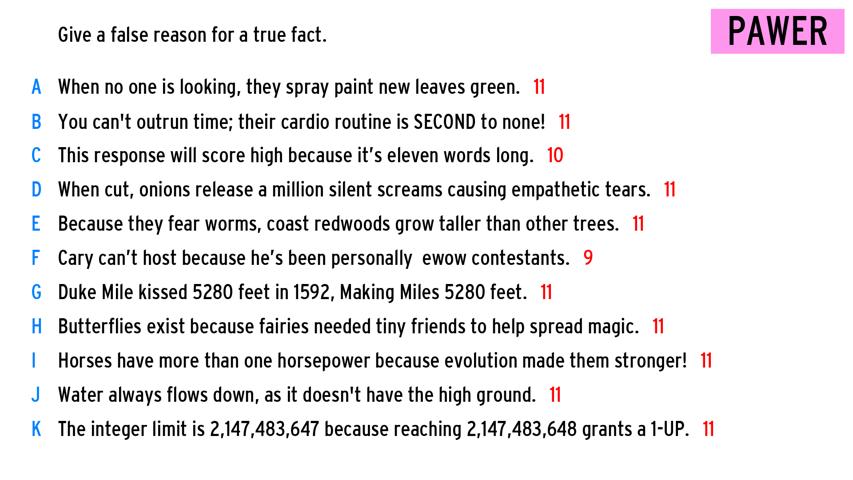 Give a false reason for a true fact.
PAWER
A When no one is looking, they spray paint new leaves green. 11
B You can't outrun time; their cardio routine is SECOND to none! 11
C This response will score high because it's eleven words long. 10
D When cut, onions release a million silent screams causing empathetic tears. 11
E Because they fear worms, coast redwoods grow taller than other trees. 11
F Cary can't host because he's been personally ewow contestants. 9
G Duke Mile kissed 5280 feet in 1592, Making Miles 5280 feet. 11
H Butterflies exist because fairies needed tiny friends to help spread magic. 11
I Horses have more than one horsepower because evolution made them stronger! 11
J Water always flows down, as it doesn't have the high ground. 11
K The integer limit is 2,147,483,647 because reaching 2,147,483,648 grants a 1-UP. 11